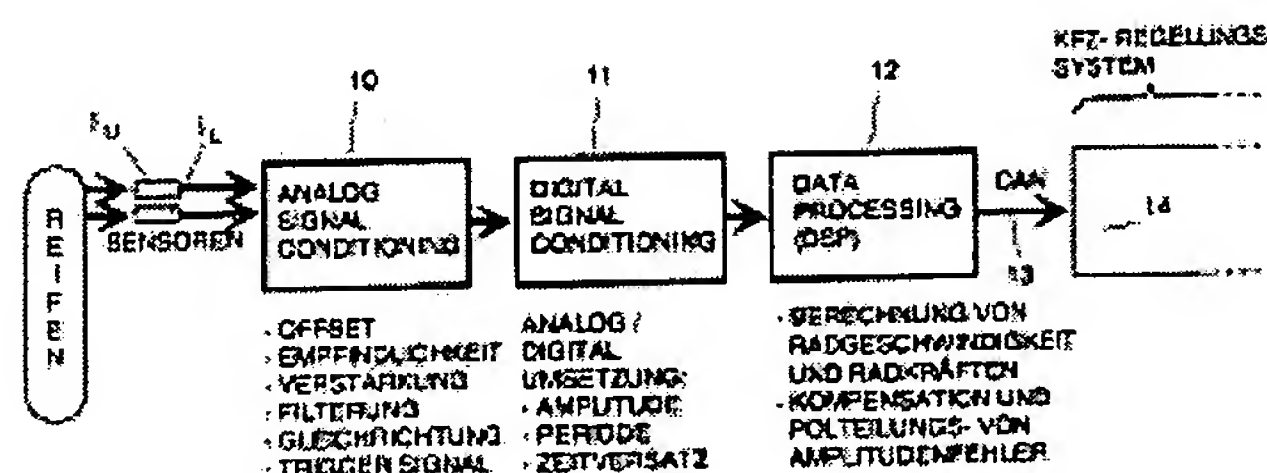 KFZ-REGELUNGS
SYSTEM
10
11
12
REIFEN
SENSOREN
ANALOG
SIGNAL
CONDITIONING
DIGITAL
SIGNAL
CONDITIONING
DATA
PROCESSING
(DSP)
CAN
13
14
- OFFSET
- EMPFINDLICHKEIT
- VERSTÄRKUNG
- FILTERUNG
- GLEICHRICHTUNG
- TRIGGER SIGNAL
ANALOG /
DIGITAL
UMSETZUNG:
- AMPLITUDE
- PERIODE
- ZEITVERSATZ
- BERECHNUNG VON
RADGESCHWINDIGKEIT
UND RADKRÄFTEN
- KOMPENSATION UND
POLTEILUNGS- VON
AMPLITUDENFEHLER